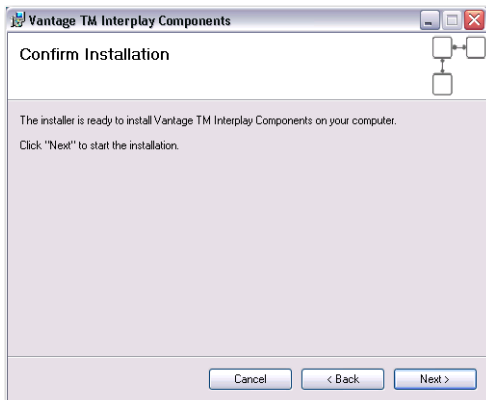 Vantage TM Interplay Components
Confirm Installation
The installer is ready to install Vantage TM Interplay Components on your computer.
Click "Next" to start the installation.
Cancel
< Back
Next >